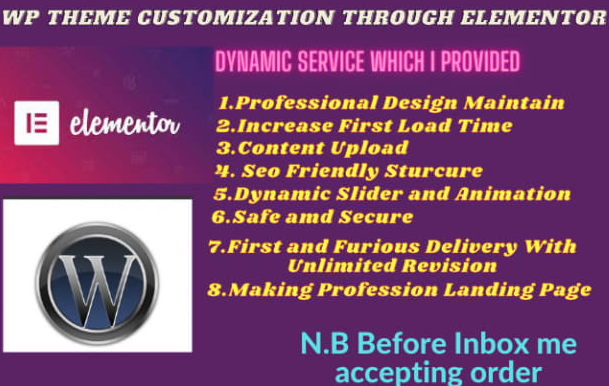 WP THEME CUSTOMIZATION THROUGH ELEMENTOR
DYNAMIC SERVICE WHICH I PROVIDED
elementor
1.Professional Design Maintain
2.Increase First Load Time
3.Content Upload
4. Seo Friendly Sturcure
5.Dynamic Slider and Animation
6.Safe amd Secure
7.First and Furious Delivery With
Unlimited Revision
8.Making Profession Landing Page
W
N.B Before Inbox me
accepting order